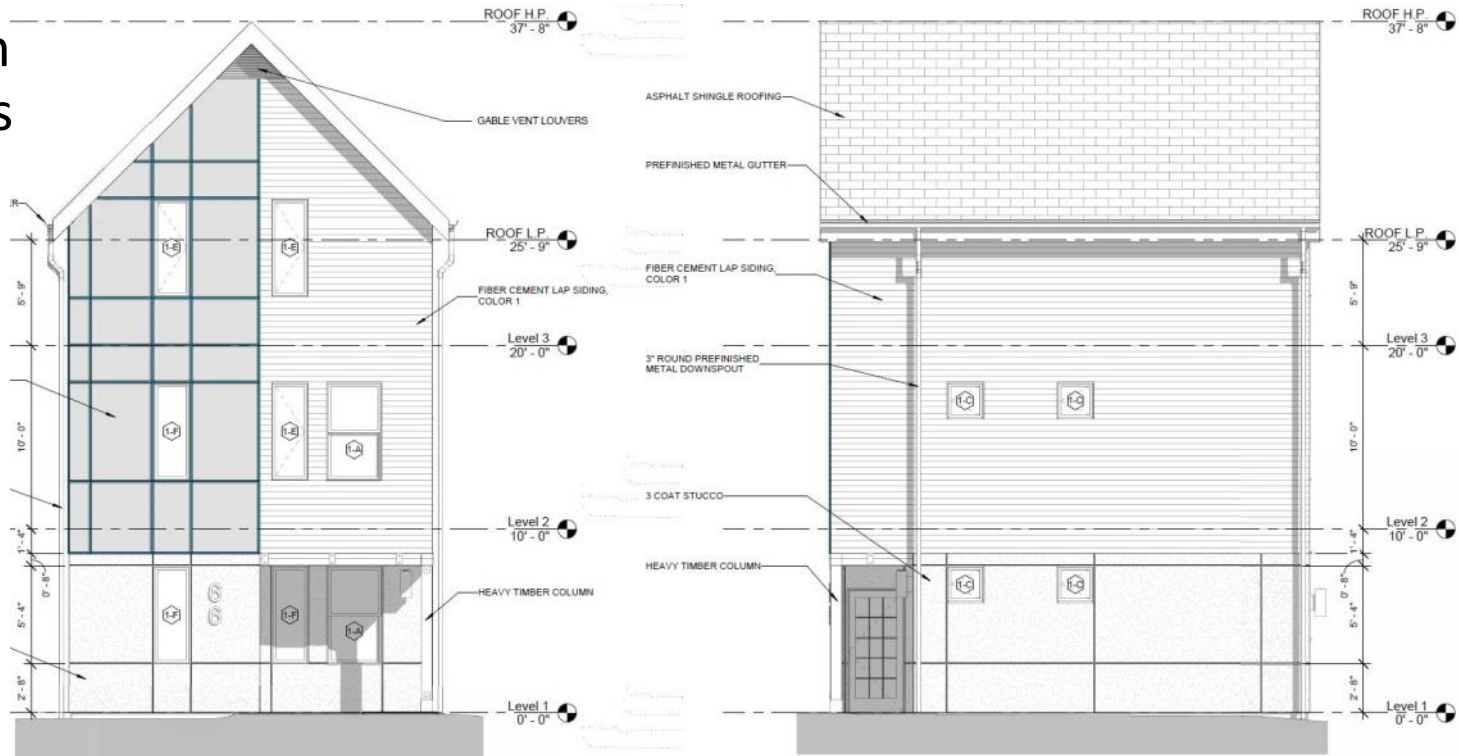 n
s
ROOF H.P.
37' - 8"
GABLE VENT LOUVERS
R
1-E
1-E
ROOF L.P.
25' - 9"
5' - 9"
FIBER CEMENT LAP SIDING,
COLOR 1
Level 3
20' - 0"
1-F
1-E
1-A
10' - 0"
Level 2
10' - 0"
1' - 4"
0' - 8"
1-F
66
1-F
1-A
HEAVY TIMBER COLUMN
5' - 4"
2' - 8"
Level 1
0' - 0"
ROOF H.P.
37' - 8"
ASPHALT SHINGLE ROOFING
PREFINISHED METAL GUTTER
ROOF L.P.
25' - 9"
FIBER CEMENT LAP SIDING,
COLOR 1
5' - 9"
Level 3
20' - 0"
3" ROUND PREFINISHED
METAL DOWNSPOUT
1-C
1-C
10' - 0"
3 COAT STUCCO
Level 2
10' - 0"
1' - 4"
0' - 8"
HEAVY TIMBER COLUMN
1-C
1-C
5' - 4"
2' - 8"
Level 1
0' - 0"